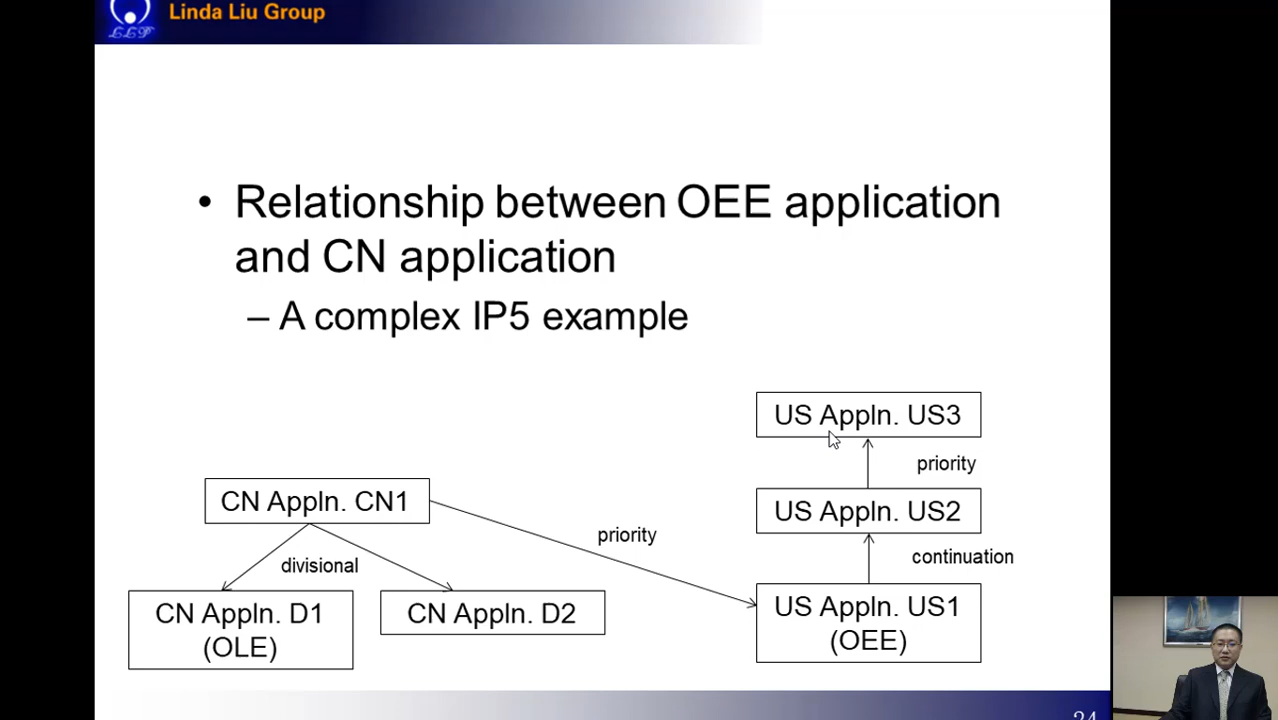 Linda Liu Group
LLP
• Relationship between OEE application
and CN application
– A complex IP5 example
US Appln. US3
priority
CN Appln. CN1
US Appln. US2
priority
divisional
continuation
CN Appln. D1
(OLE)
CN Appln. D2
US Appln. US1
(OEE)
24